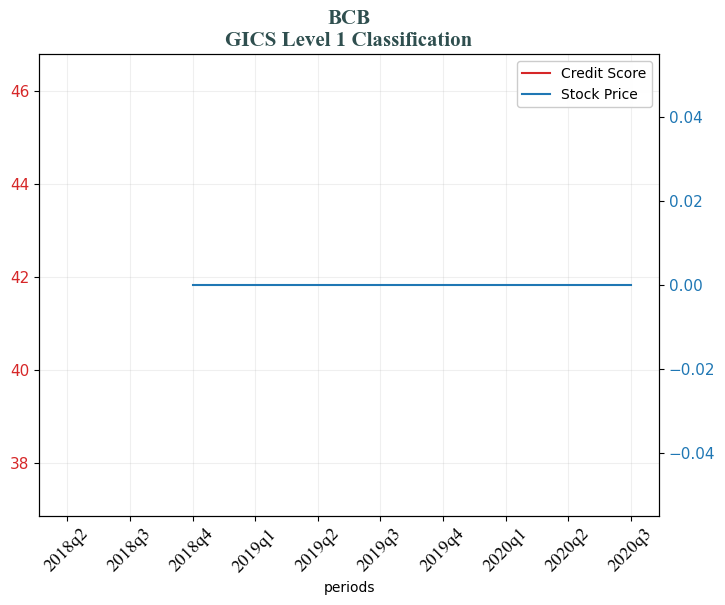 BCB
GICS Level 1 Classification
Credit Score
Stock Price
46
44
42
40
38
0.04
0.02
0.00
−0.02
−0.04
2018q2
2018q3
2018q4
2019q1
2019q2
2019q3
2019q4
2020q1
2020q2
2020q3
periods